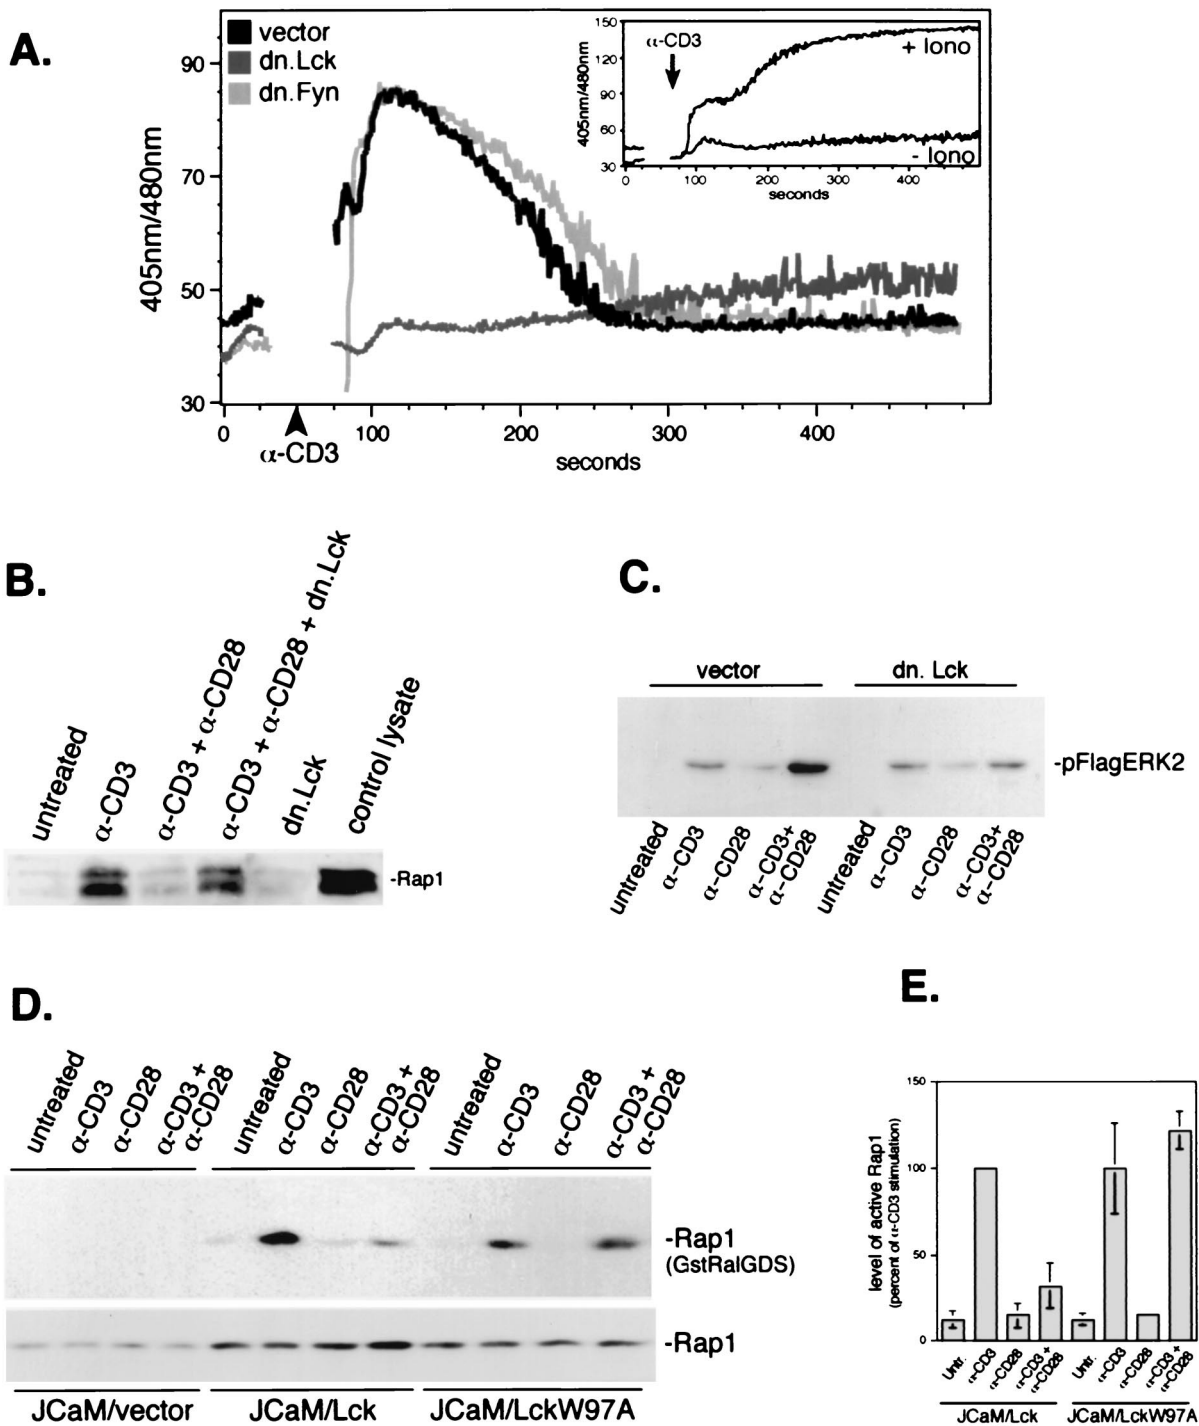 A.
vector
dn.Lck
dn.Fyn
405nm/480nm
90
70
50
30
0
100
200
300
400
α-CD3
seconds
405nm/480nm
150
120
90
60
30
α-CD3
+ Iono
- Iono
0
100
200
300
400
seconds
B.
untreated
α-CD3
α-CD3 + α-CD28
α-CD3 + α-CD28 + dn.Lck
dn.Lck
control lysate
-Rap1
C.
vector
dn. Lck
-pFlagERK2
untreated
α-CD3
α-CD28
α-CD3+
α-CD28
untreated
α-CD3
α-CD28
α-CD3+
α-CD28
D.
untreated
α-CD3
α-CD28
α-CD3 +
α-CD28
untreated
α-CD3
α-CD28
α-CD3 +
α-CD28
untreated
α-CD3
α-CD28
α-CD3 +
α-CD28
-Rap1
(GstRalGDS)
-Rap1
JCaM/vector
JCaM/Lck
JCaM/LckW97A
E.
level of active Rap1
(percent of α-CD3 stimulation)
150
100
50
0
Untr.
α-CD3
α-CD28
α-CD3 +
α-CD28
Untr.
α-CD3
α-CD28
α-CD3 +
α-CD28
JCaM/Lck
JCaM/LckW97A